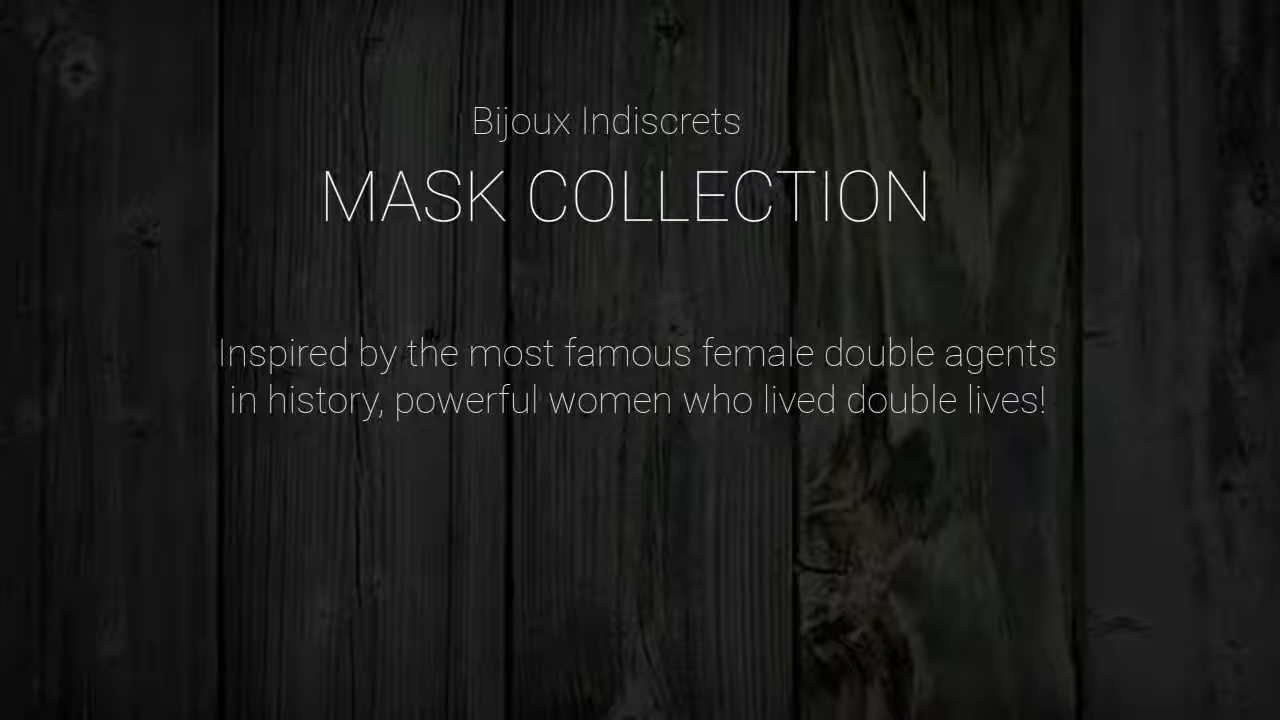 Bijoux Indiscrets
MASK COLLECTION
Inspired by the most famous female double agents
in history, powerful women who lived double lives!